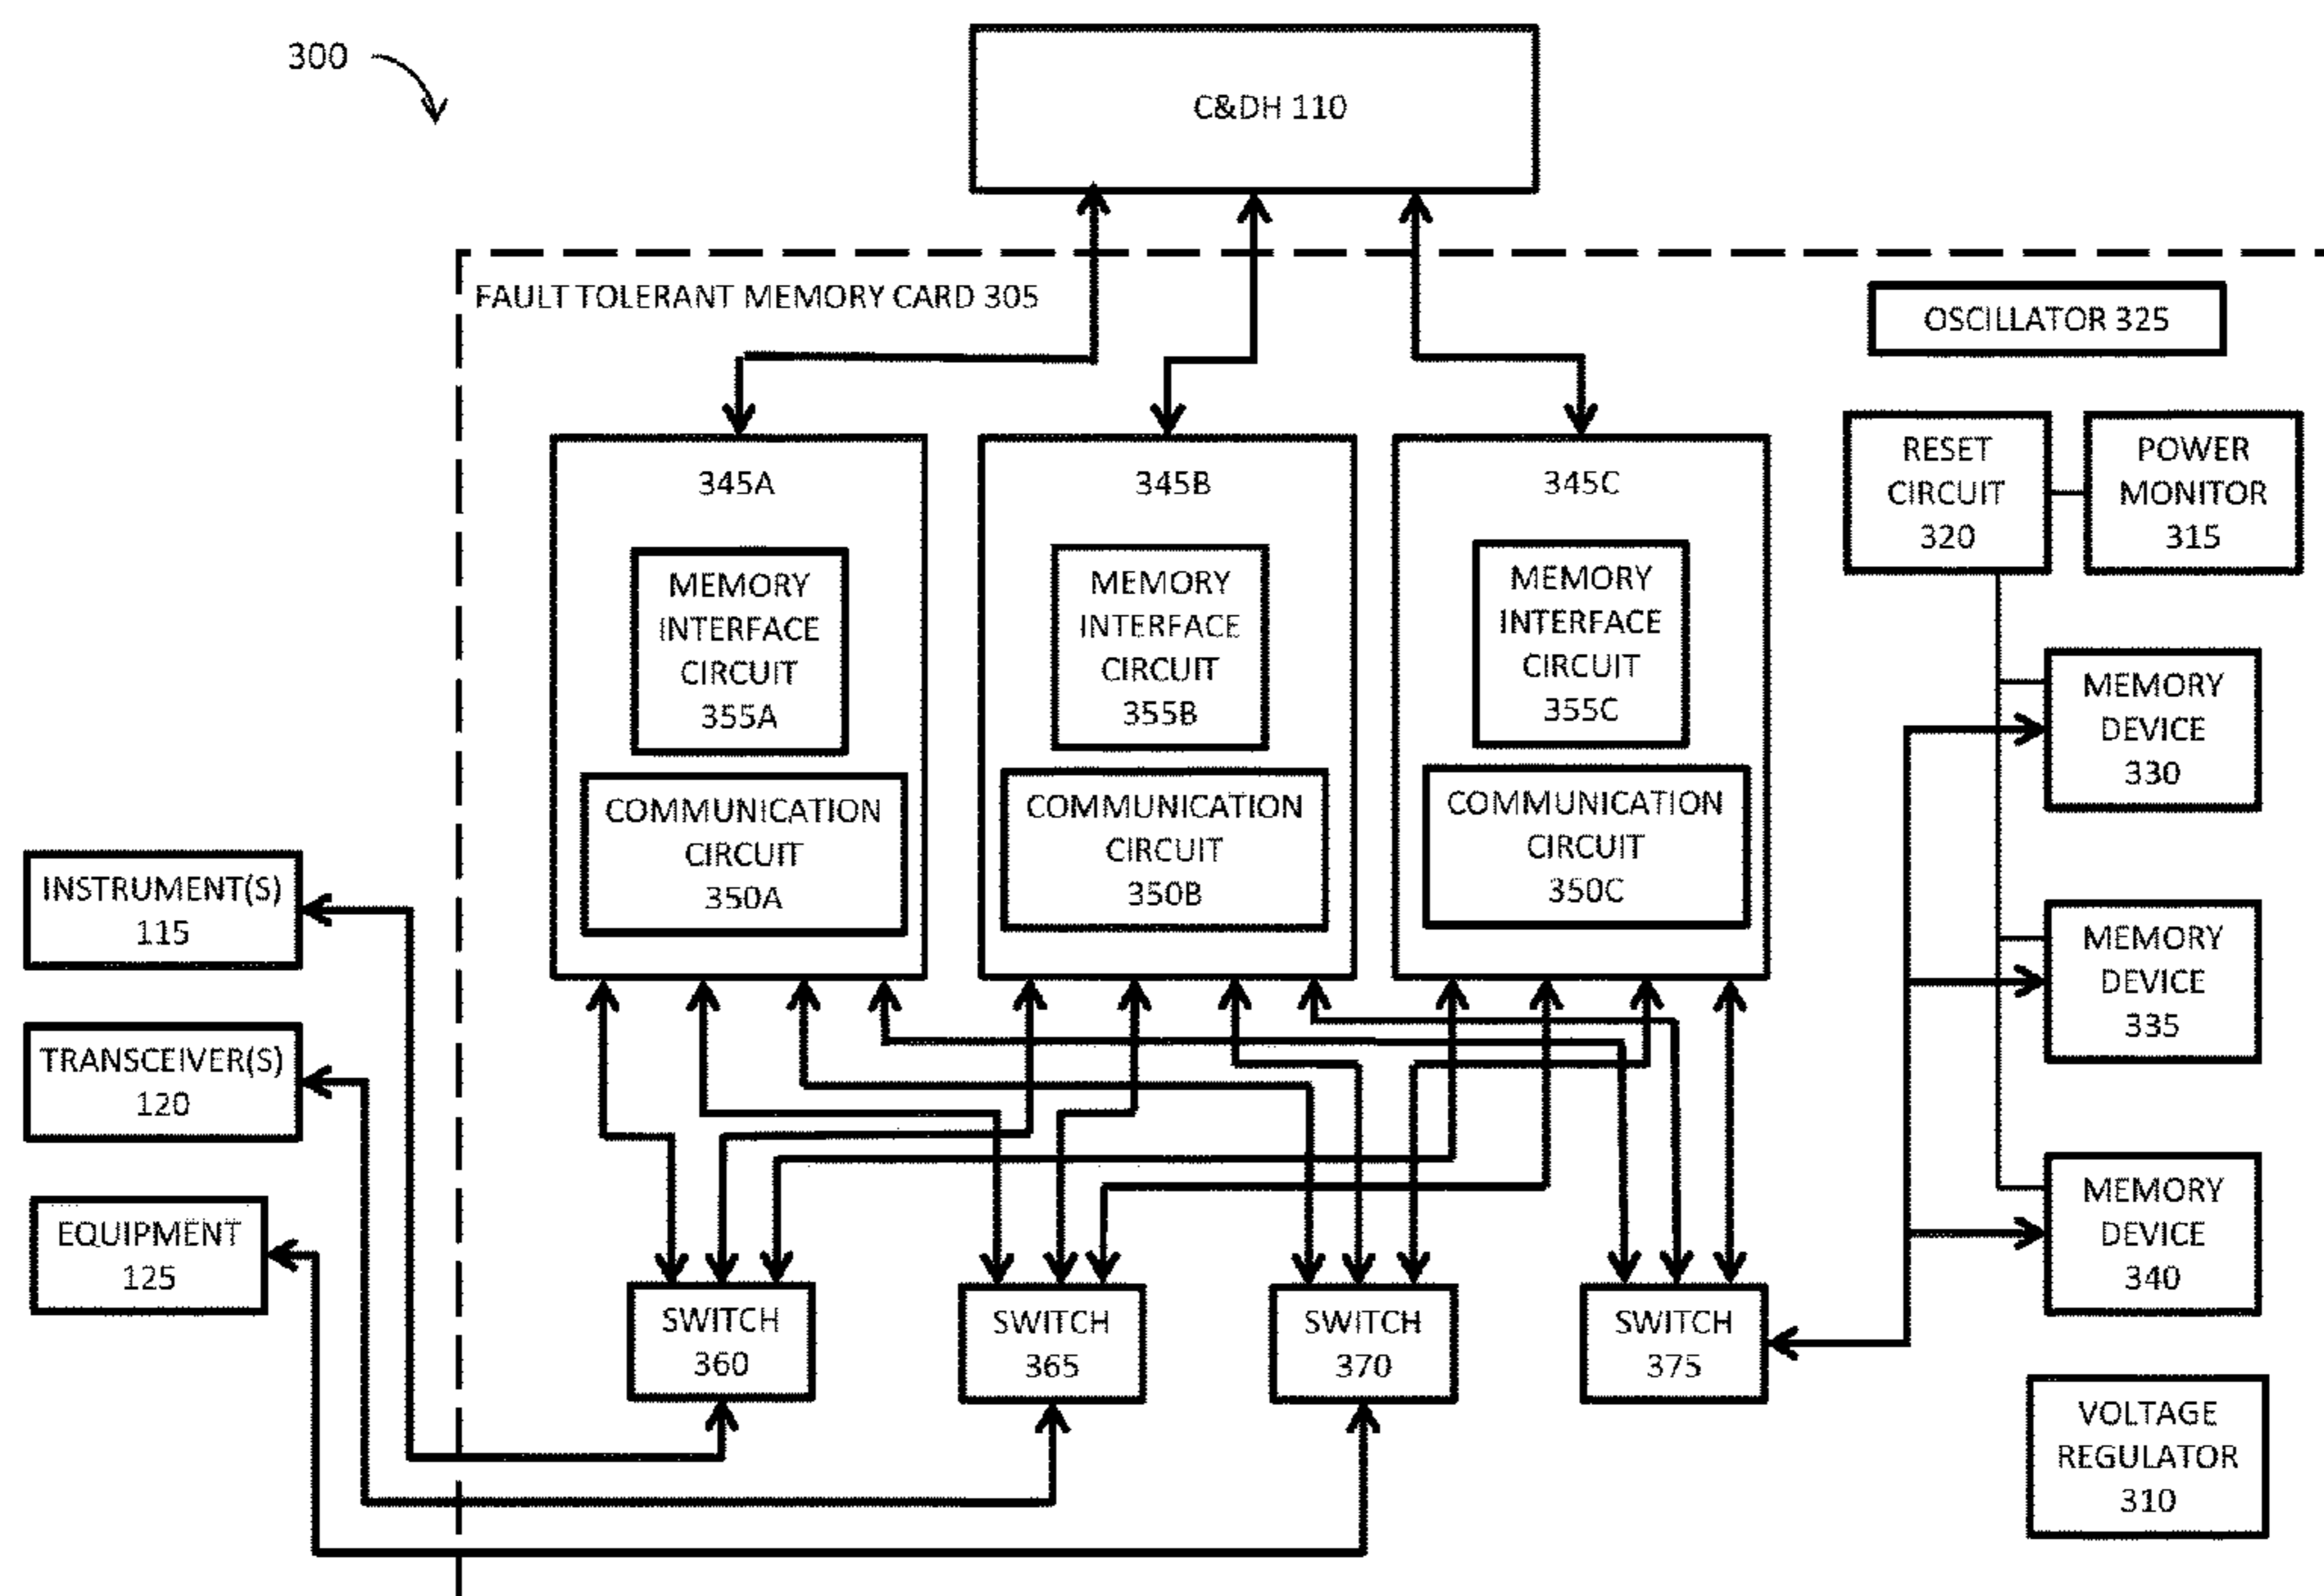 300
C&DH 110
FAULT TOLERANT MEMORY CARD 305
OSCILLATOR 325
RESET
CIRCUIT
320
POWER
MONITOR
315
345A
345B
345C
MEMORY
INTERFACE
CIRCUIT
355A
MEMORY
INTERFACE
CIRCUIT
355B
MEMORY
INTERFACE
CIRCUIT
355C
COMMUNICATION
CIRCUIT
350A
COMMUNICATION
CIRCUIT
350B
COMMUNICATION
CIRCUIT
350C
MEMORY
DEVICE
330
MEMORY
DEVICE
335
MEMORY
DEVICE
340
INSTRUMENT(S)
115
TRANSCEIVER(S)
120
EQUIPMENT
125
SWITCH
360
SWITCH
365
SWITCH
370
SWITCH
375
VOLTAGE
REGULATOR
310